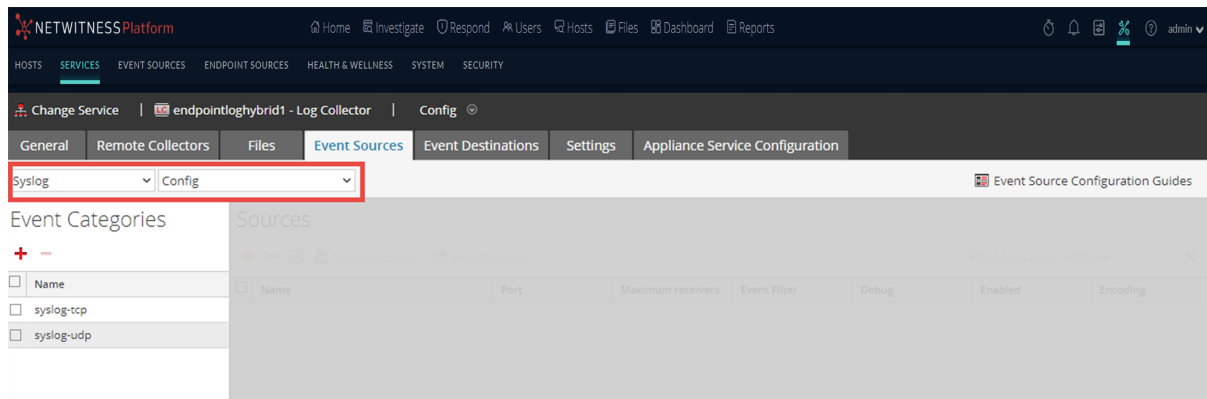 NETWITNESS Platform Home Investigate Respond Users Hosts Files Dashboard Reports admin
HOSTS SERVICES EVENT SOURCES ENDPOINT SOURCES HEALTH & WELLNESS SYSTEM SECURITY
Change Service | LC endpointloghybrid1 - Log Collector | Config
General Remote Collectors Files Event Sources Event Destinations Settings Appliance Service Configuration
Syslog Config Event Source Configuration Guides
Event Categories Sources
Name
Name Port Maximum receivers Event Filter Debug Enabled Encoding
syslog-tcp
syslog-udp